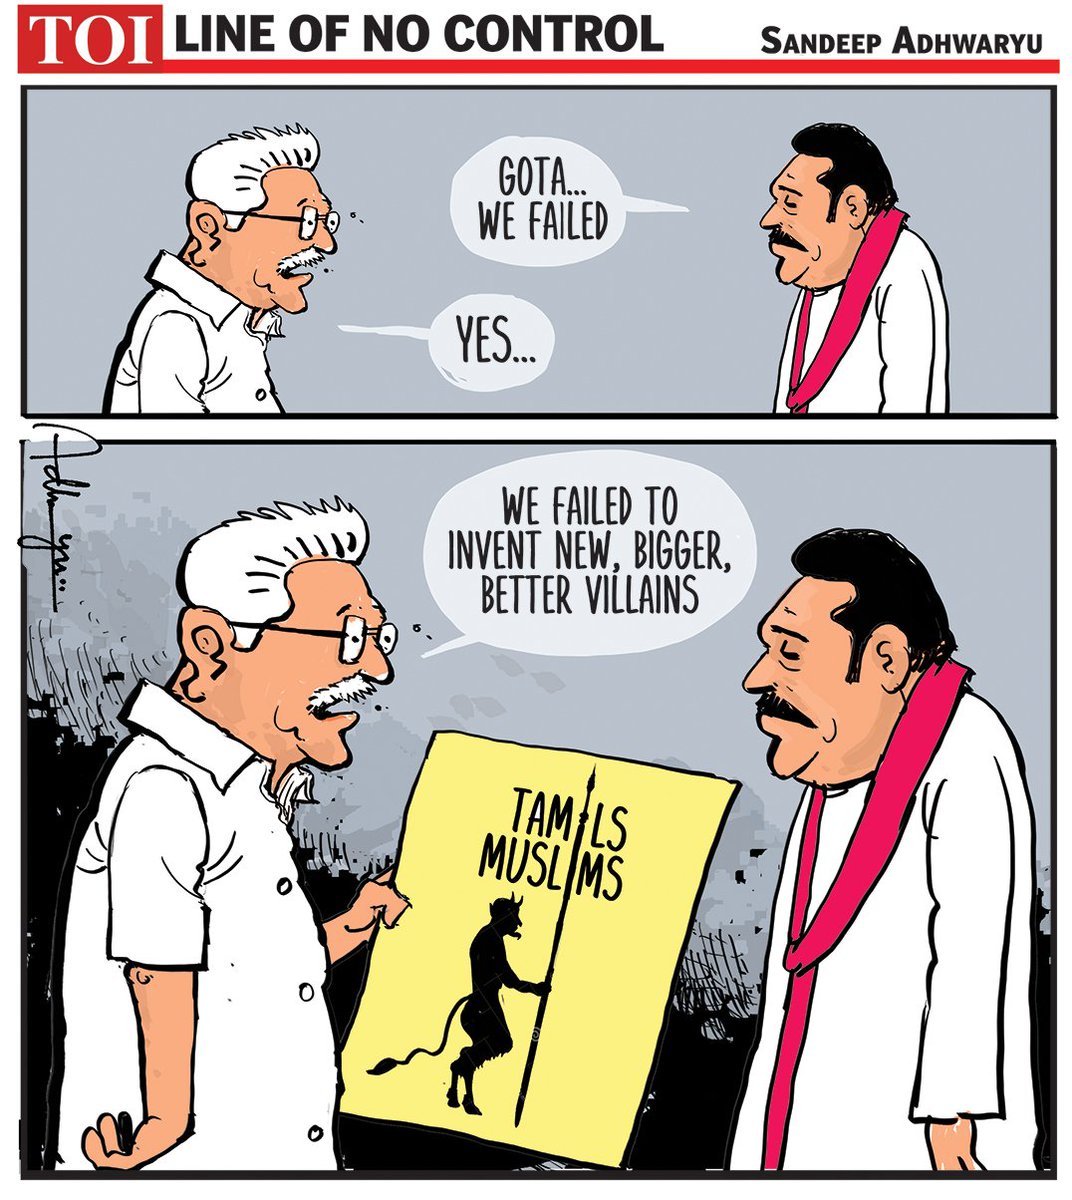 TOI LINE OF NO CONTROL SANDEEP ADHWARYU
GOTA...
WE FAILED
YES...
WE FAILED TO
INVENT NEW, BIGGER,
BETTER VILLAINS
TAMILS
MUSLIMS